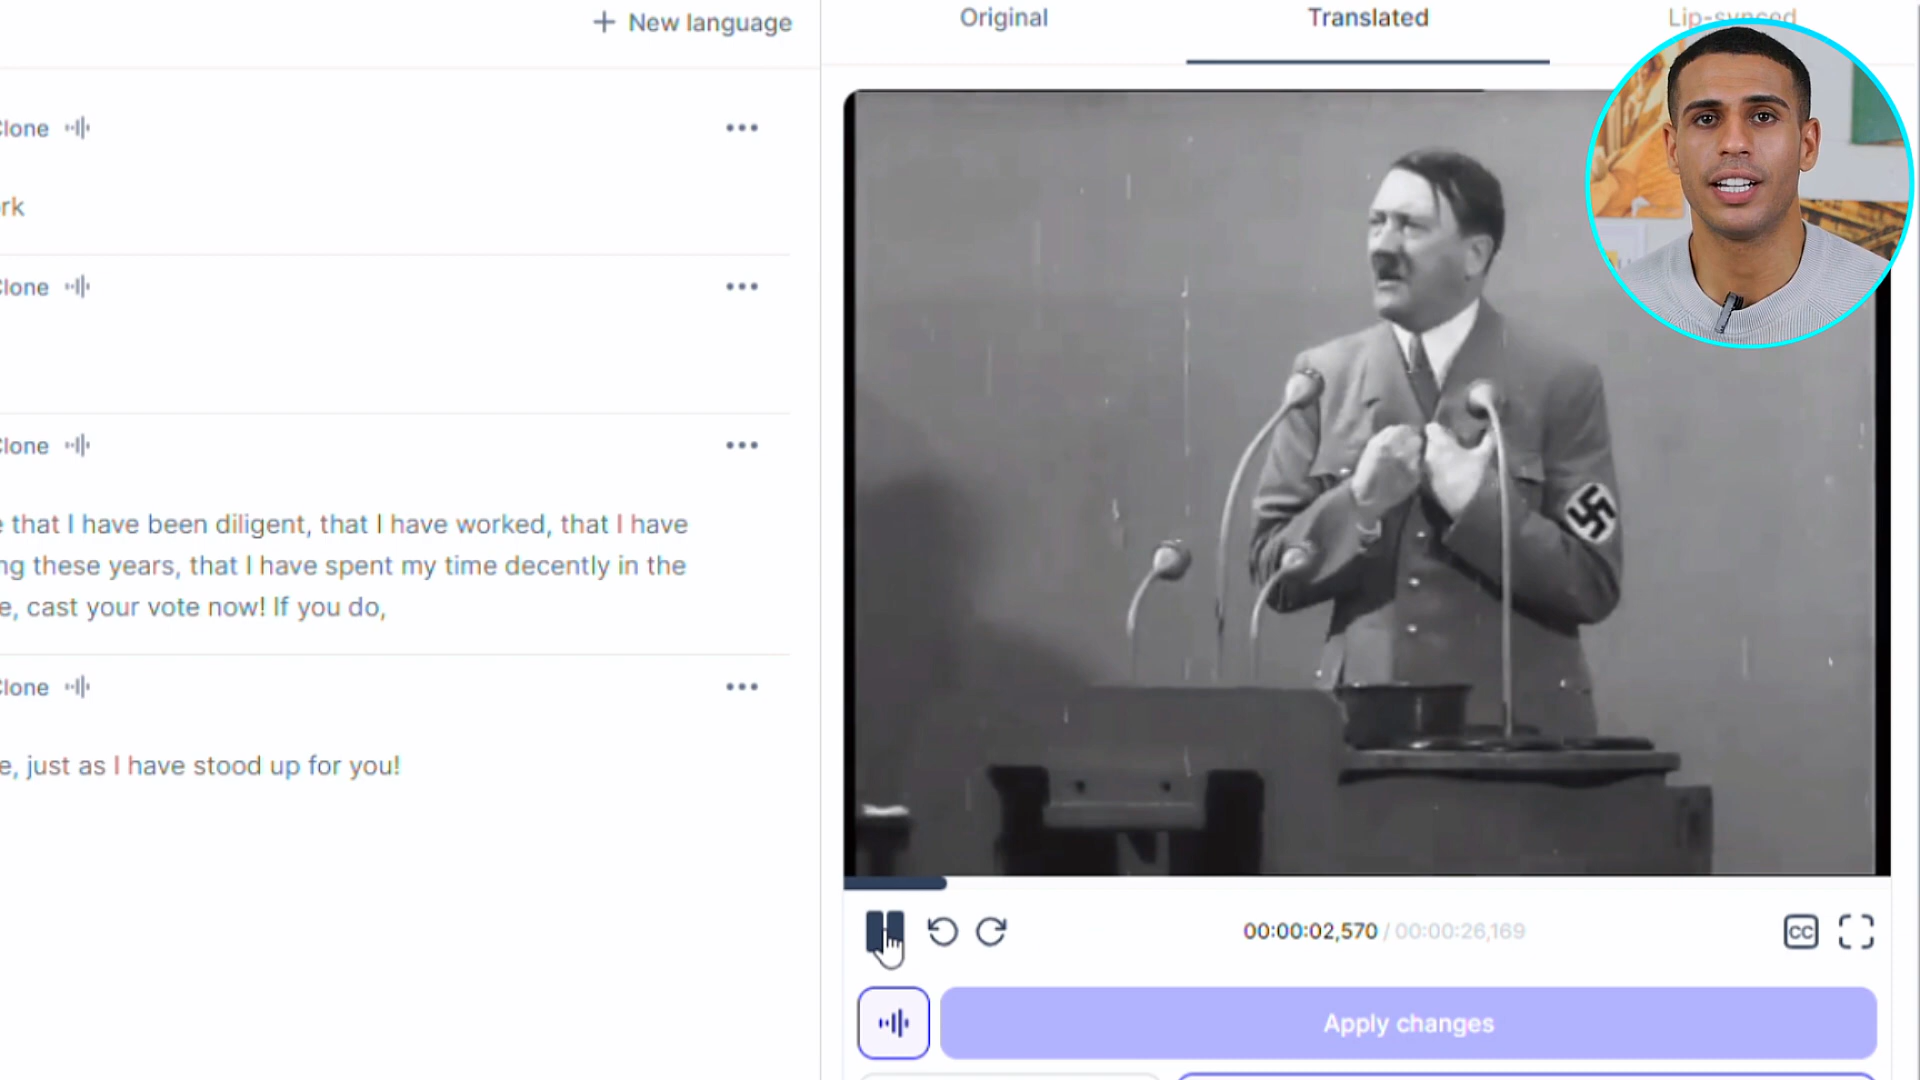 New language
Original
Translated
Lip-synced
Clone
rk
Clone
Clone
that I have been diligent, that I have worked, that I have
ng these years, that I have spent my time decently in the
e, cast your vote now! If you do,
Clone
e, just as I have stood up for you!
00:00:02,570 / 00:00:26,169
CC
Apply changes